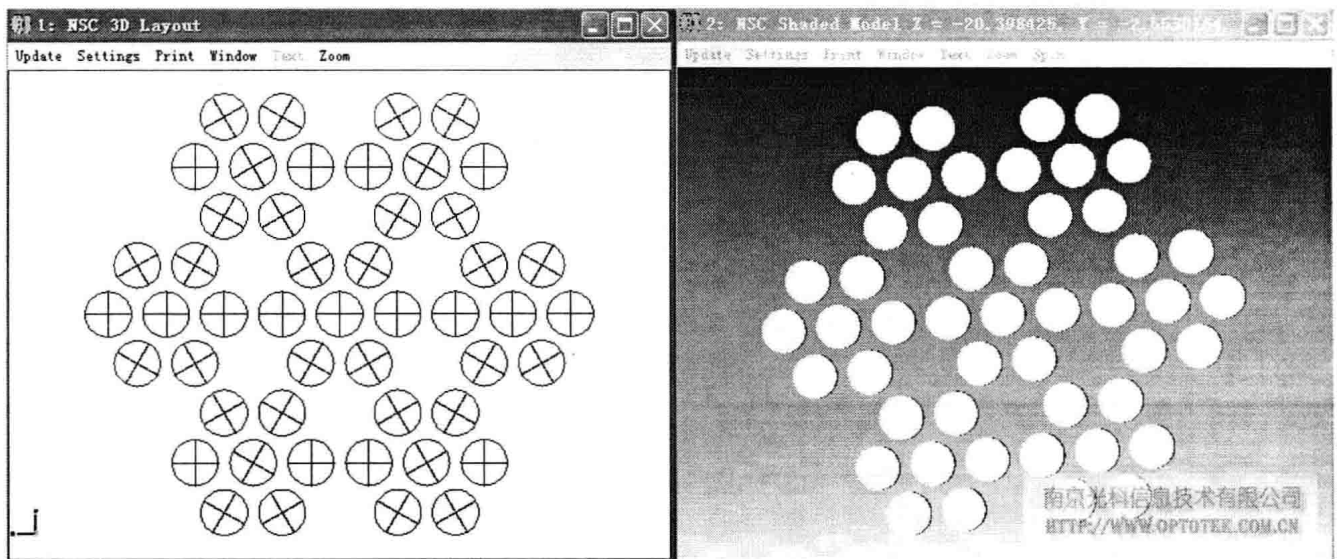 1: NSC 3D Layout
Update Settings Print Window Text Zoom
2: NSC Shaded Model Z = -20.398425, Y =
Update Settings Print Window Text Zoom Spin
南京光科信息技术有限公司
HTTP://WWW.OPTOTEK.COM.CN